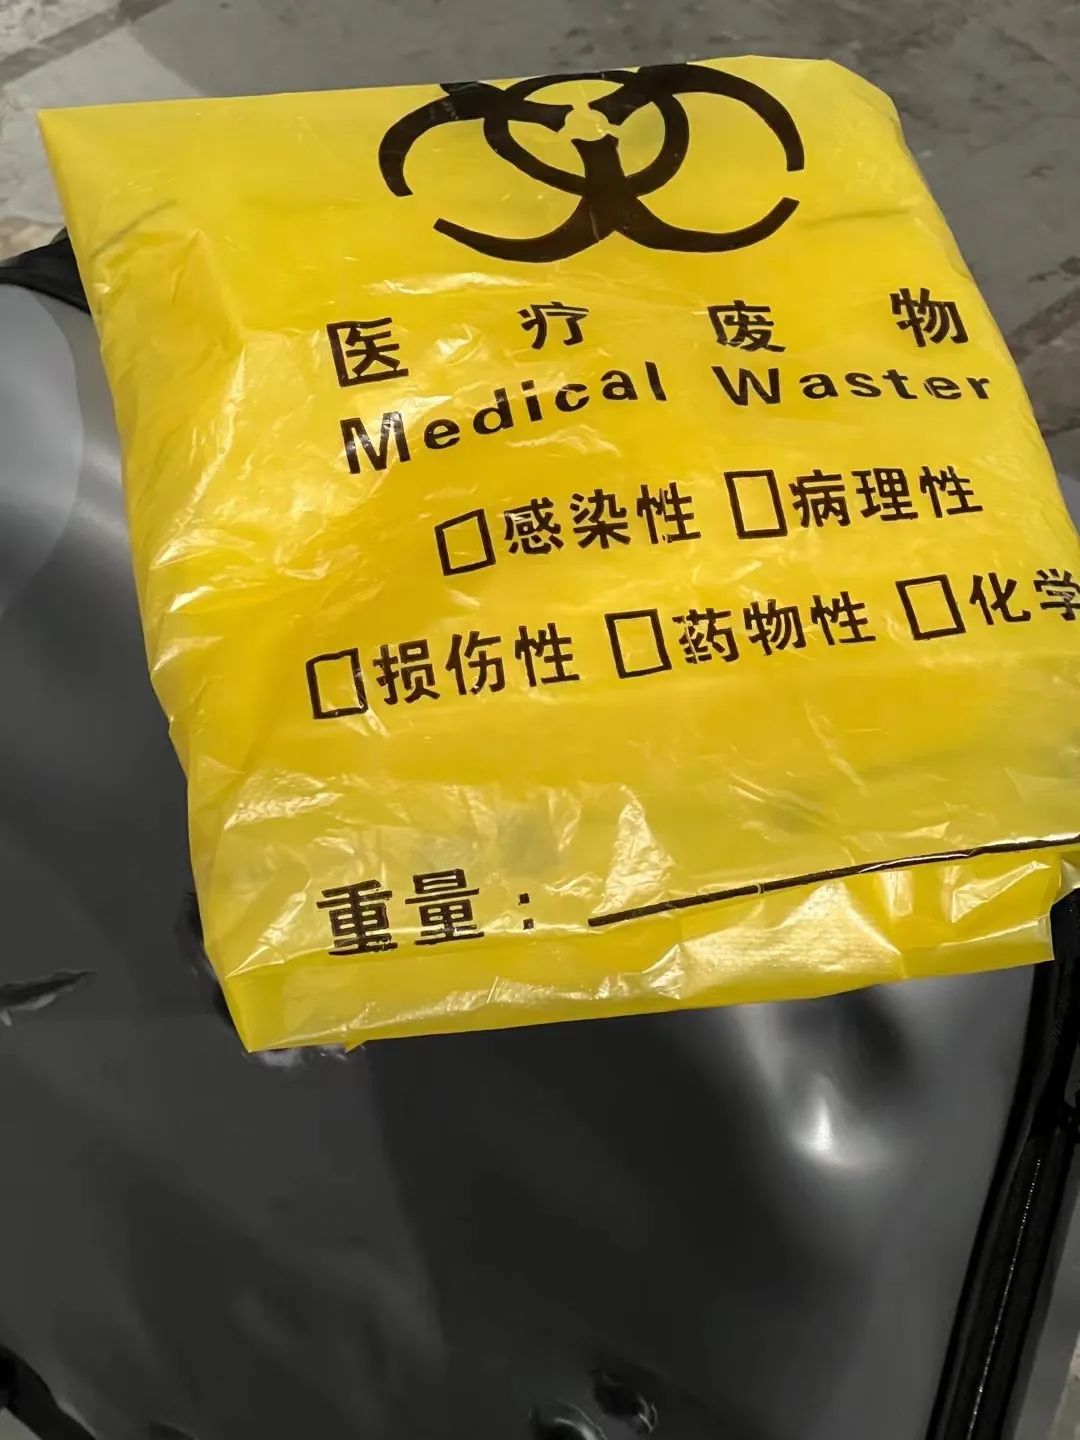 医疗废物
Medical Waster
□感染性 □病理性
□损伤性 □药物性 □化学
重量：